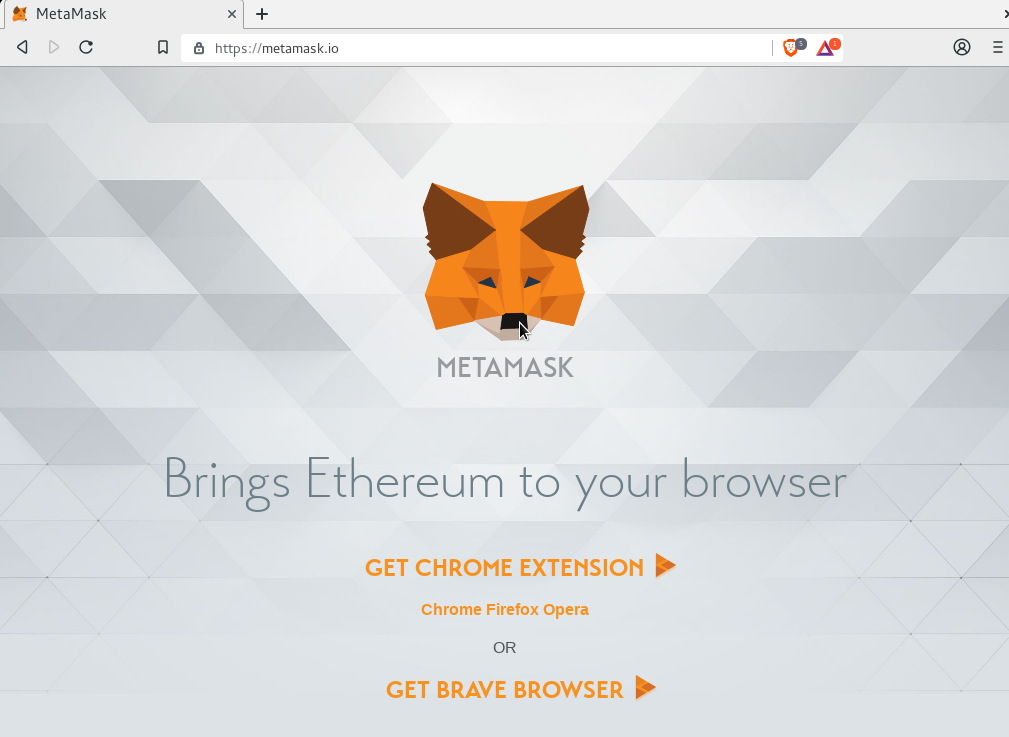 MetaMask
https://metamask.io
5
1
METAMASK
Brings Ethereum to your browser
GET CHROME EXTENSION
Chrome Firefox Opera
OR
GET BRAVE BROWSER